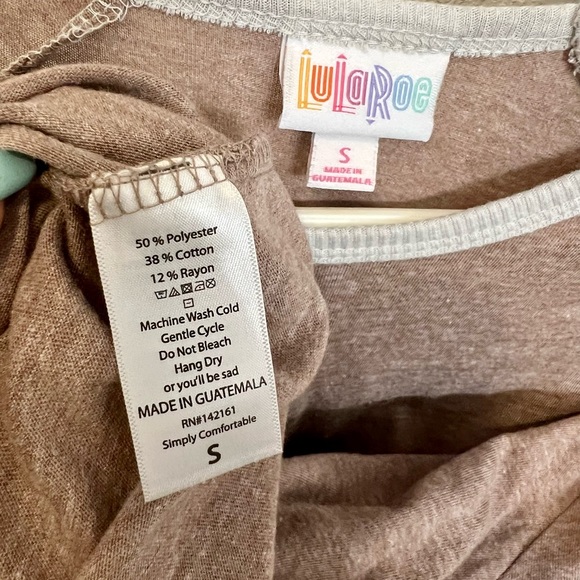 LuLaRoe
S
MADE IN
GUATEMALA
50 % Polyester
38 % Cotton
12 % Rayon
Machine Wash Cold
Gentle Cycle
Do Not Bleach
Hang Dry
or you'll be sad
MADE IN GUATEMALA
RN#142161
Simply Comfortable
S